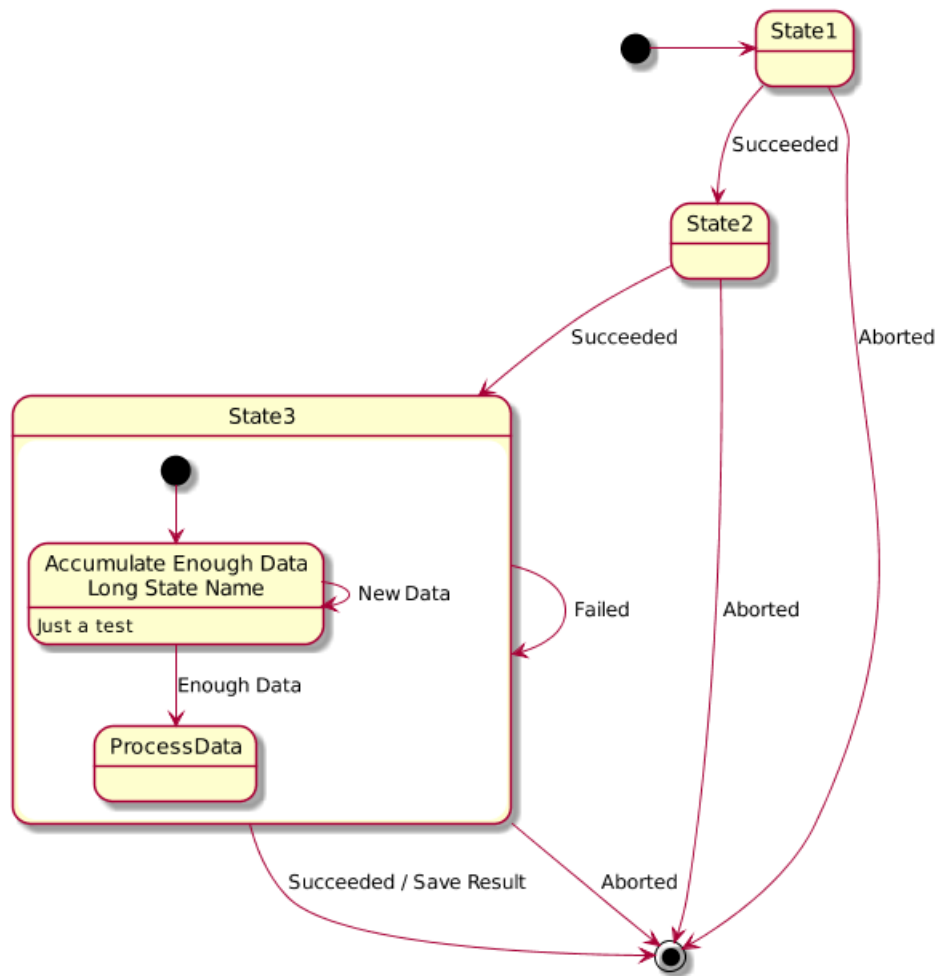 State1
Succeeded
State2
Succeeded
Aborted
State3
Accumulate Enough Data
Long State Name
New Data
Just a test
Failed
Aborted
Enough Data
ProcessData
Succeeded / Save Result
Aborted